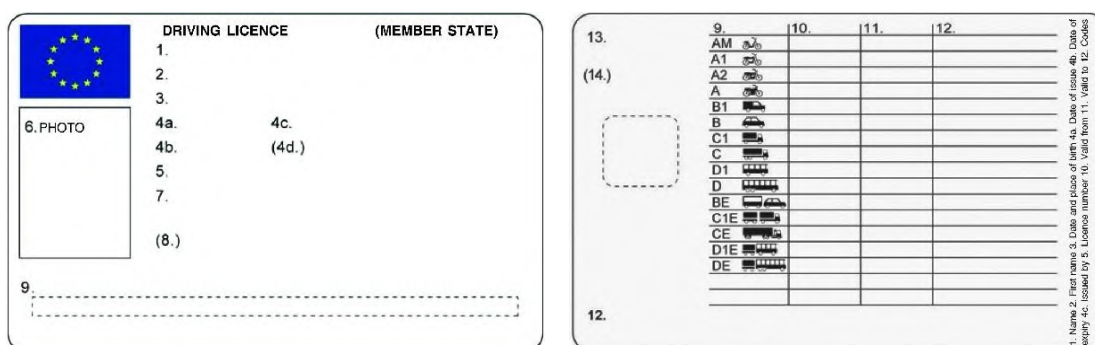 DRIVING LICENCE (MEMBER STATE)
1.
2.
3.
6. PHOTO
4a. 4c.
4b. (4d.)
5.
7.
(8.)
9.
13.
(14.)
12.
9. 10. 11. 12.
AM
A1
A2
A
B1
B
C1
C
D1
D
BE
C1E
CE
D1E
DE
1. Name 2. First name 3. Date and place of birth 4a. Date of issue 4b. Date of
expiry 4c. Issued by 5. Licence number 10. Valid from 11. Valid to 12. Codes